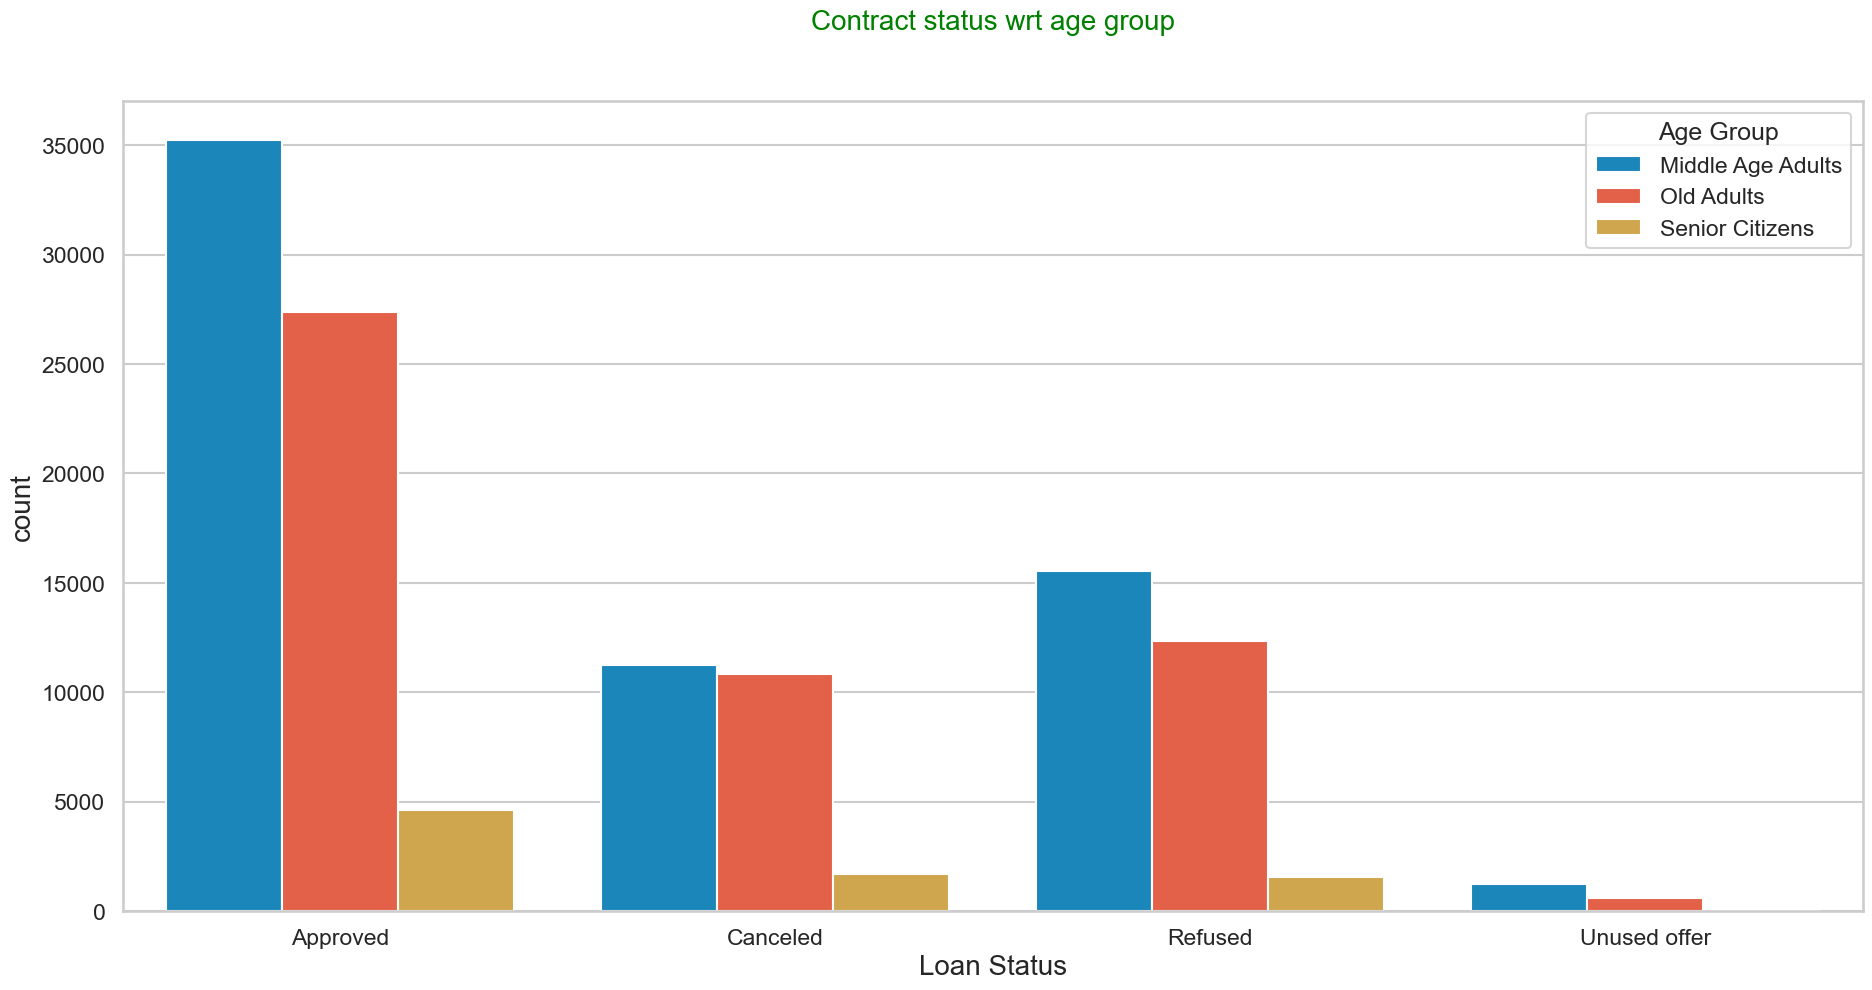 Contract status wrt age group
Age Group
Middle Age Adults
Old Adults
Senior Citizens
35000
30000
25000
20000
15000
10000
5000
0
count
Approved
Canceled
Refused
Unused offer
Loan Status